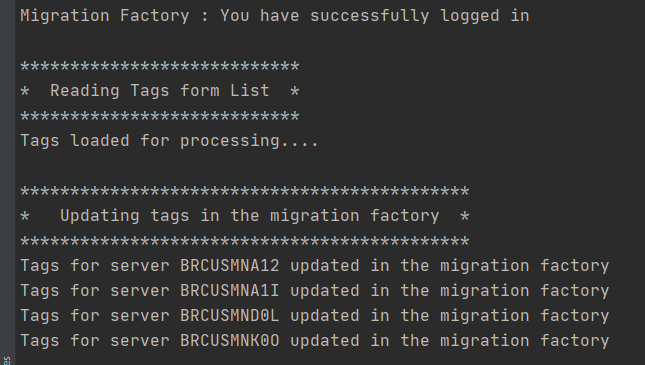 Migration Factory : You have successfully logged in
****************************
*  Reading Tags form List  *
****************************
Tags loaded for processing....
*********************************************
*   Updating tags in the migration factory  *
*********************************************
Tags for server BRCUSMNA12 updated in the migration factory
Tags for server BRCUSMNA1I updated in the migration factory
Tags for server BRCUSMND0L updated in the migration factory
Tags for server BRCUSMNK0O updated in the migration factory